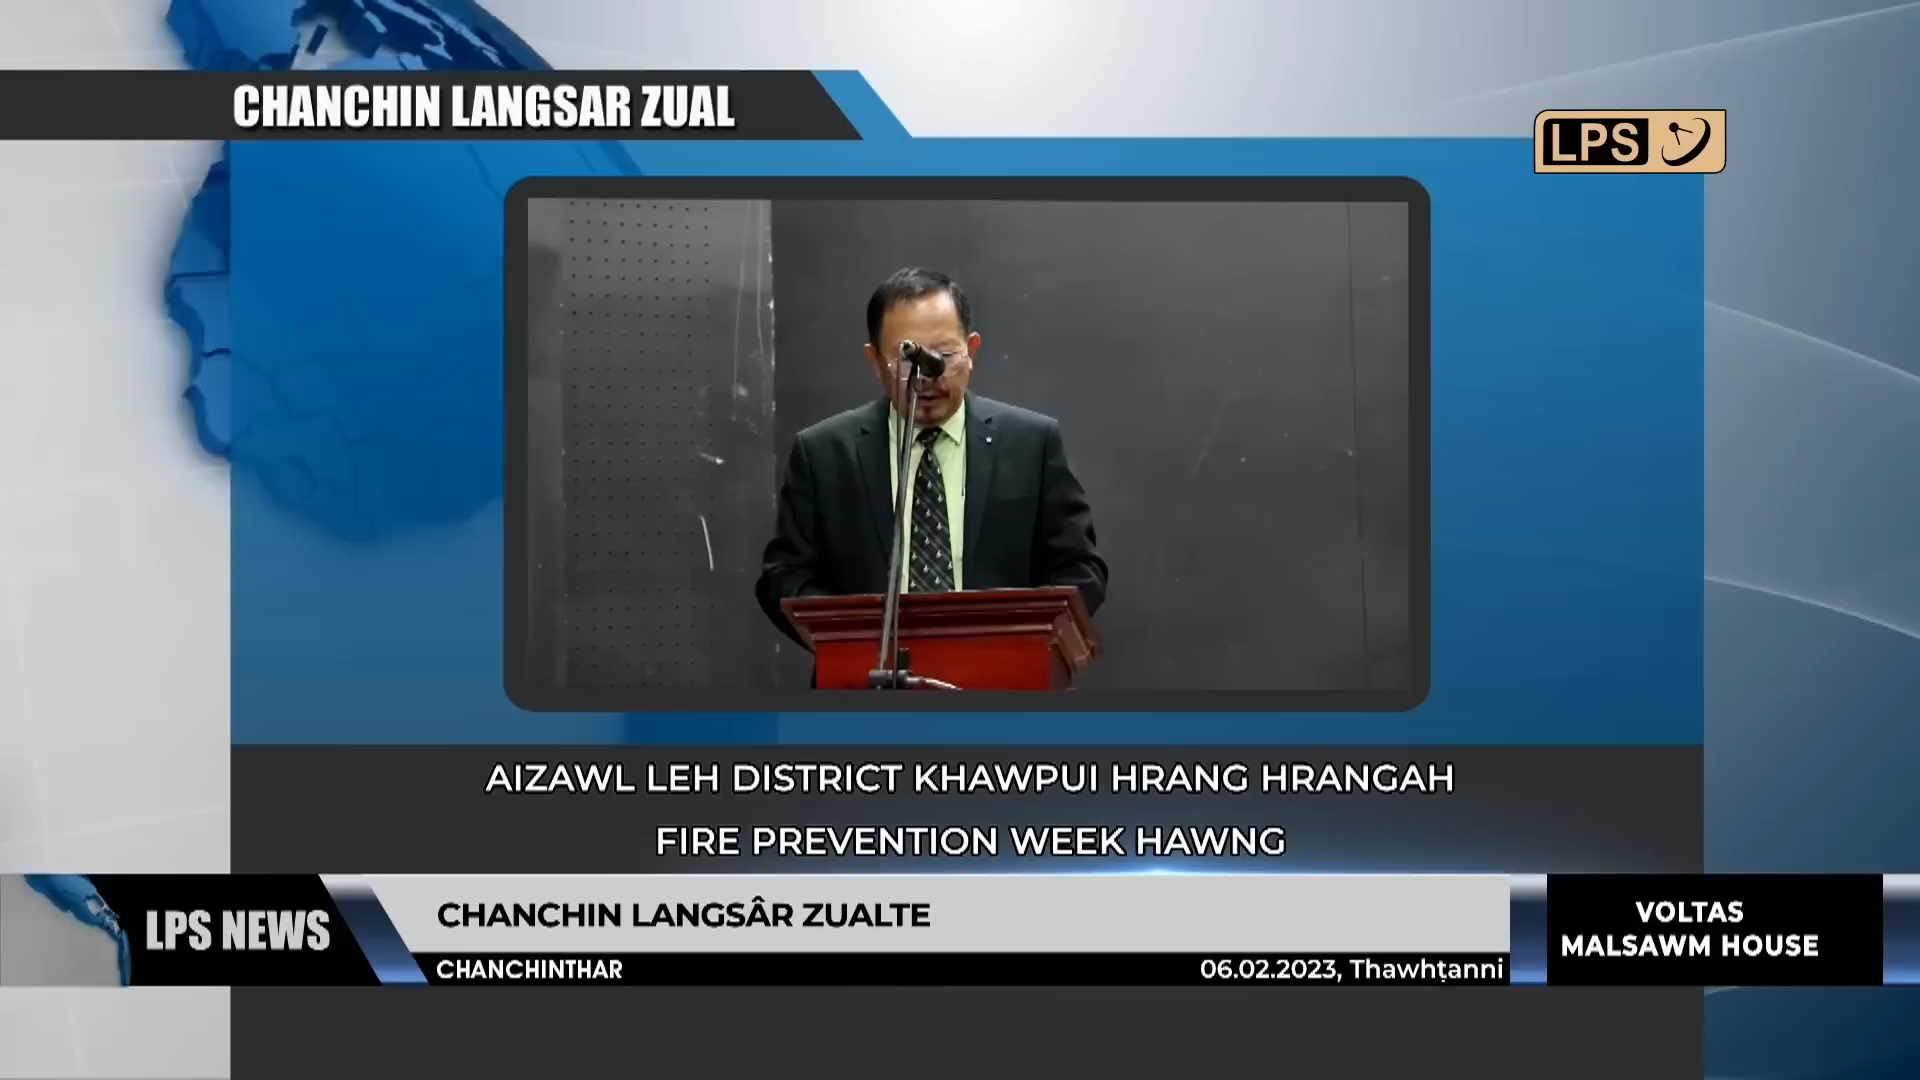 CHANCHIN LANGSAR ZUAL
LPS
AIZAWL LEH DISTRICT KHAWPUI HRANG HRANGAH
FIRE PREVENTION WEEK HAWNG
LPS NEWS
CHANCHIN LANGSÂR ZUALTE
CHANCHINTHAR
06.02.2023, Thawhṭanni
VOLTAS
MALSAWM HOUSE